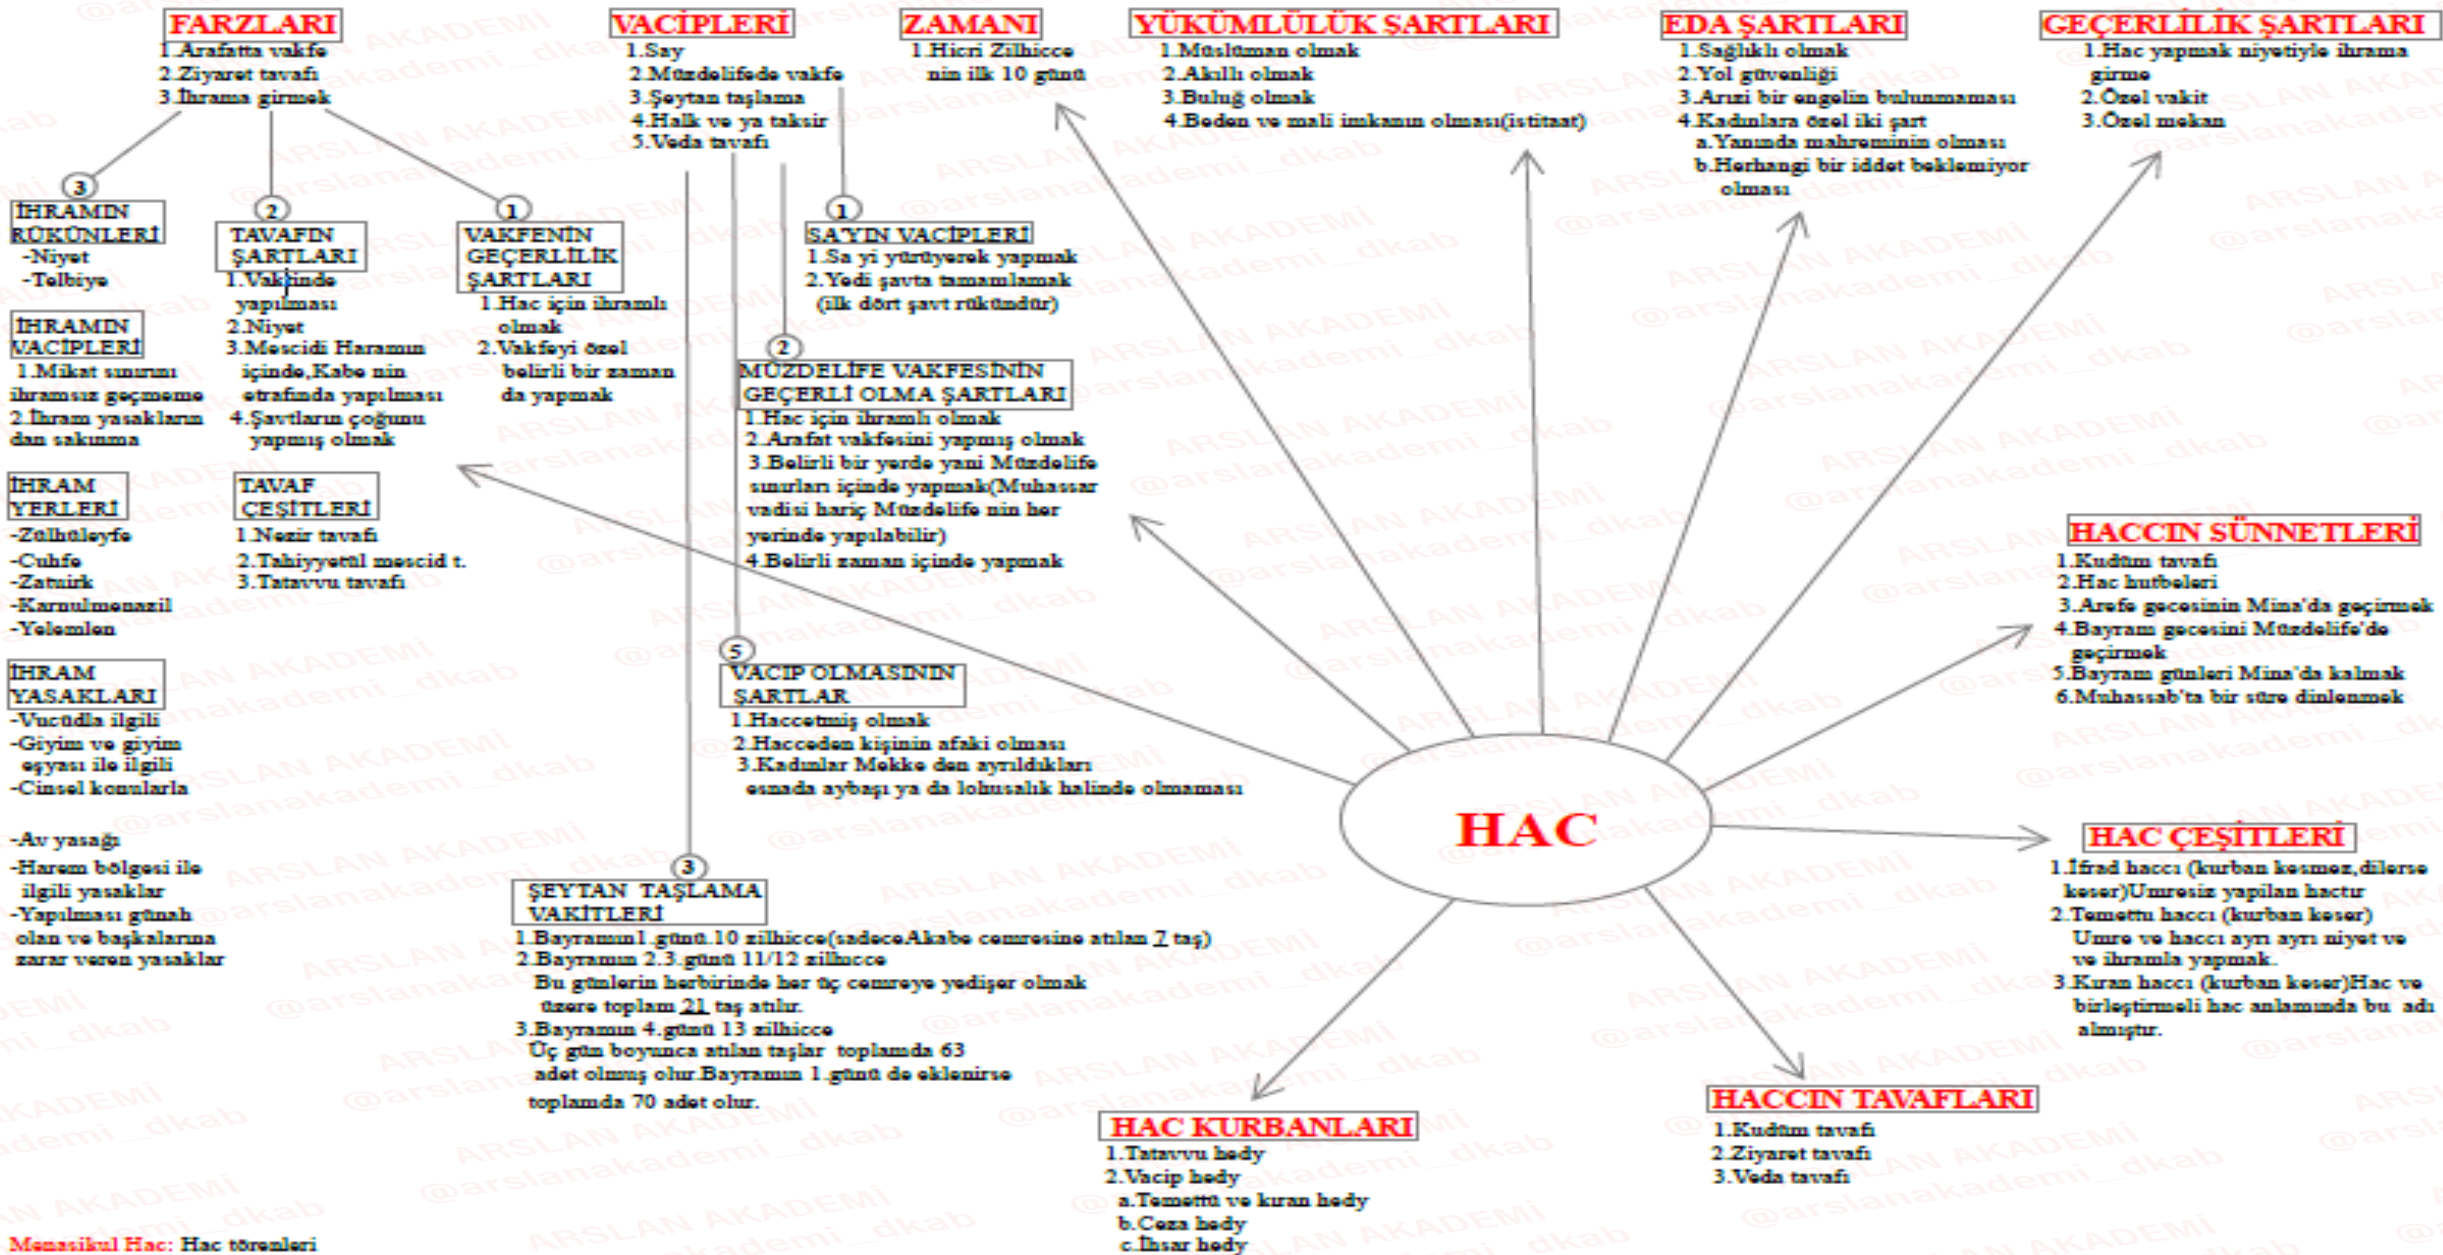 FARZLARI
1.Arafatta vakfe
2.Ziyaret tavafı
3.İhrama girmek
3
İHRAMIN
RÜKÜNLERİ
-Niyet
-Telbiye
İHRAMIN
VACİPLERİ
1.Mikat sınırını
ihramsız geçmeme
2.İhram yasakların
dan sakınma
İHRAM
YERLERİ
-Zülhüleyfe
-Cuhfe
-Zatuirk
-Karnulmenazil
-Yelemlen
İHRAM
YASAKLARI
-Vucüdla ilgili
-Giyim ve giyim
eşyası ile ilgili
-Cinsel konularla
-Av yasağı
-Harem bölgesi ile
ilgili yasaklar
-Yapılması günah
olan ve başkalarına
zarar veren yasaklar
2
TAVAFIN
ŞARTLARI
1.Vaktinde
yapılması
2.Niyet
3.Mescidi Haramın
içinde,Kabe nin
etrafında yapılması
4.Şavtların çoğunu
yapmış olmak
TAVAF
ÇEŞİTLERİ
1.Nezir tavafı
2.Tahiyyetül mescid t.
3.Tatavvu tavafı
1
VAKFENİN
GEÇERLİLİK
ŞARTLARI
1.Hac için ihramlı
olmak
2.Vakfeyi özel
belirli bir zaman
da yapmak
VACİPLERİ
1.Say
2.Müzdelifede vakfe
3.Şeytan taşlama
4.Halk ve ya taksir
5.Veda tavafı
1
SA'YIN VACİPLERİ
1.Sa yi yürüyerek yapmak
2.Yedi şavta tamamlamak
(ilk dört şavt rükündür)
2
MÜZDELİFE VAKFESİNİN
GEÇERLİ OLMA ŞARTLARI
1.Hac için ihramlı olmak
2.Arafat vakfesini yapmış olmak
3.Belirli bir yerde yani Müzdelife
sınırları içinde yapmak(Muhassar
vadisi hariç Müzdelife nin her
yerinde yapılabilir)
4.Belirli zaman içinde yapmak
5
VACİP OLMASININ
ŞARTLAR
1.Haccetmiş olmak
2.Hacceden kişinin afaki olması
3.Kadınlar Mekke den ayrıldıkları
esnada aybaşı ya da lohusalık halinde olmaması
3
ŞEYTAN TAŞLAMA
VAKİTLERİ
1.Bayramın1.günü.10 zilhicce(sadeceAkabe cemresine atılan 7 taş)
2.Bayramın 2.3.günü 11/12 zilhicce
Bu günlerin herbirinde her üç cemreye yedişer olmak
üzere toplam 21 taş atılır.
3.Bayramın 4.günü 13 zilhicce
Üç gün boyunca atılan taşlar toplamda 63
adet olmuş olur.Bayramın 1.günü de eklenirse
toplamda 70 adet olur.
ZAMANI
1.Hicri Zilhicce
nin ilk 10 günü
YÜKÜMLÜLÜK ŞARTLARI
1.Müslüman olmak
2.Akıllı olmak
3.Buluğ olmak
4.Beden ve mali imkanın olması(istitaat)
EDA ŞARTLARI
1.Sağlıklı olmak
2.Yol güvenliği
3.Arızi bir engelin bulunmaması
4.Kadınlara özel iki şart
a.Yanında mahreminin olması
b.Herhangi bir iddet beklemiyor
olması
GEÇERLİLİK ŞARTLARI
1.Hac yapmak niyetiyle ihrama
girme
2.Özel vakit
3.Özel mekan
HACCIN SÜNNETLERİ
1.Kudüm tavafı
2.Hac hutbeleri
3.Arefe gecesinin Mina'da geçirmek
4.Bayram gecesini Müzdelife'de
geçirmek
5.Bayram günleri Mina'da kalmak
6.Muhassab'ta bir süre dinlenmek
HAC
HAC ÇEŞİTLERİ
1.İfrad haccı (kurban kesmez,dilerse
keser)Umresiz yapilan hactır
2.Temettu haccı (kurban keser)
Umre ve haccı ayrı ayrı niyet ve
ve ihramla yapmak.
3.Kıran haccı (kurban keser)Hac ve
birleştirmeli hac anlamında bu adı
almıştır.
HACCIN TAVAFLARI
1.Kudüm tavafı
2.Ziyaret tavafı
3.Veda tavafı
HAC KURBANLARI
1.Tatavvu hedy
2.Vacip hedy
a.Temettü ve kıran hedy
b.Ceza hedy
c.İhsar hedy
Menasikul Hac: Hac törenleri
ARSLAN AKADEMİ
@arslanakademi_dkab